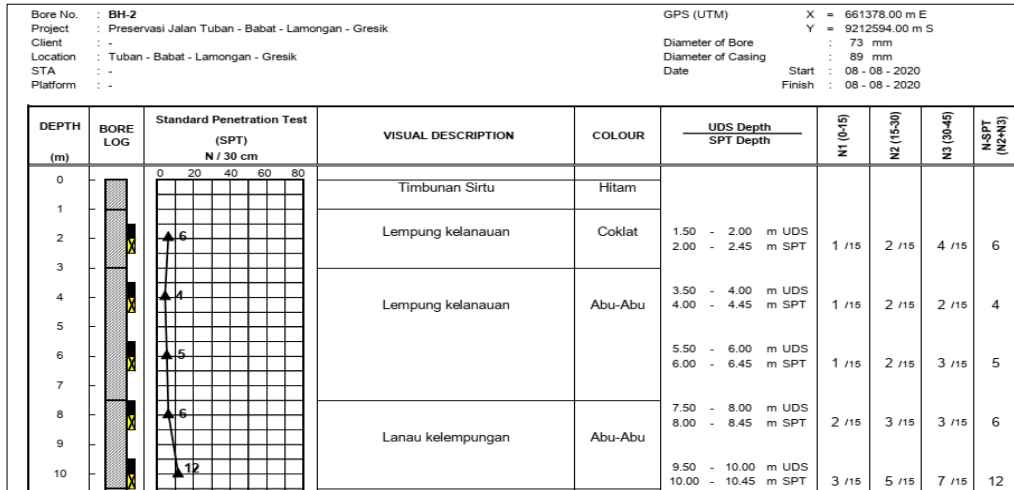 Bore No. : BH-2 GPS (UTM) X = 661378.00 m E
Project : Preservasi Jalan Tuban - Babat - Lamongan - Gresik Y = 9212594.00 m S
Client : - Diameter of Bore : 73 mm
Location : Tuban - Babat - Lamongan - Gresik Diameter of Casing : 89 mm
STA : - Date Start : 08 - 08 - 2020
Platform : - Finish : 08 - 08 - 2020
DEPTH (m) BORE LOG Standard Penetration Test (SPT) N / 30 cm VISUAL DESCRIPTION COLOUR UDS Depth SPT Depth N1 (0-15) N2 (15-30) N3 (30-45) N-SPT (N2+N3)
0 20 40 60 80
0 Timbunan Sirtu Hitam
1
2 6 Lempung kelanauan Coklat 1.50 - 2.00 m UDS
2.00 - 2.45 m SPT 1 /15 2 /15 4 /15 6
3
4 4 Lempung kelanauan Abu-Abu 3.50 - 4.00 m UDS
4.00 - 4.45 m SPT 1 /15 2 /15 2 /15 4
5
6 5 5.50 - 6.00 m UDS
6.00 - 6.45 m SPT 1 /15 2 /15 3 /15 5
7
8 6 7.50 - 8.00 m UDS
8.00 - 8.45 m SPT 2 /15 3 /15 3 /15 6
9 Lanau kelempungan Abu-Abu
10 12 9.50 - 10.00 m UDS
10.00 - 10.45 m SPT 3 /15 5 /15 7 /15 12